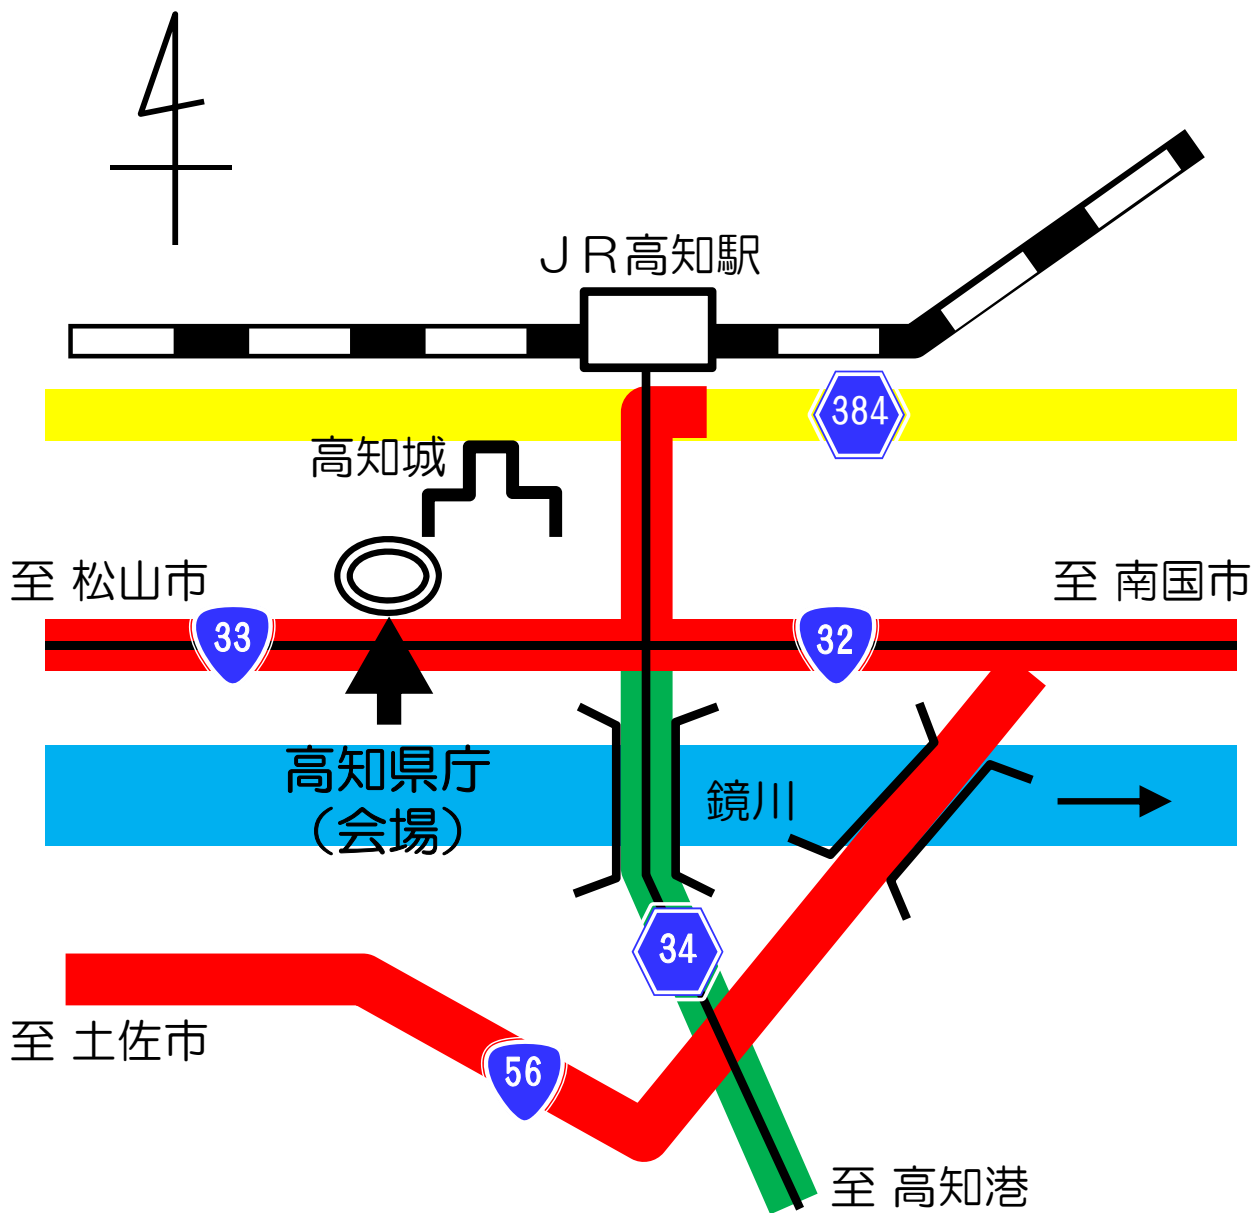 ＪＲ高知駅
384
高知城
至 松山市
至 南国市
33
32
高知県庁
（会場）
鏡川
34
至 土佐市
56
至 高知港